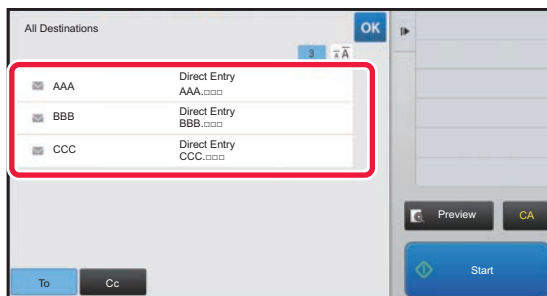 All Destinations
OK
3
AAA Direct Entry
AAA.□□□
BBB Direct Entry
BBB.□□□
CCC Direct Entry
CCC.□□□
Preview
CA
Start
To
Cc